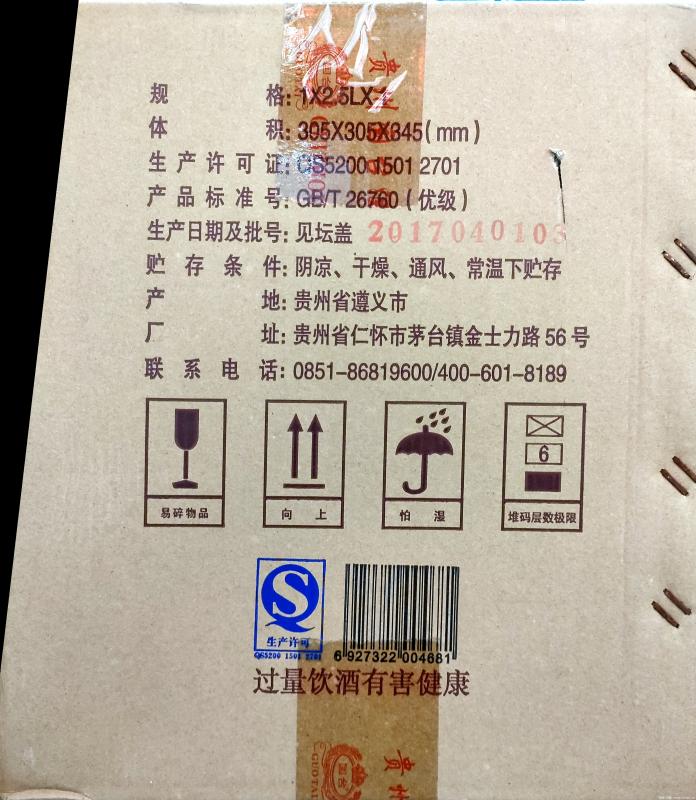 规格:1X2.5LX
体积:305X305X345(mm)
生产许可证:QS5200 1501 2701
产品标准号:GB/T 26760(优级)
生产日期及批号:见坛盖 2017040103
贮存条件:阴凉、干燥、通风、常温下贮存
产地:贵州省遵义市
厂址:贵州省仁怀市茅台镇金士力路56号
联系电话:0851-86819600/400-601-8189
6
易碎物品 向上 怕湿 堆码层数极限
生产许可
QS5200 1501 2701
6 927322 004681
过量饮酒有害健康
贵州
GUOTAI